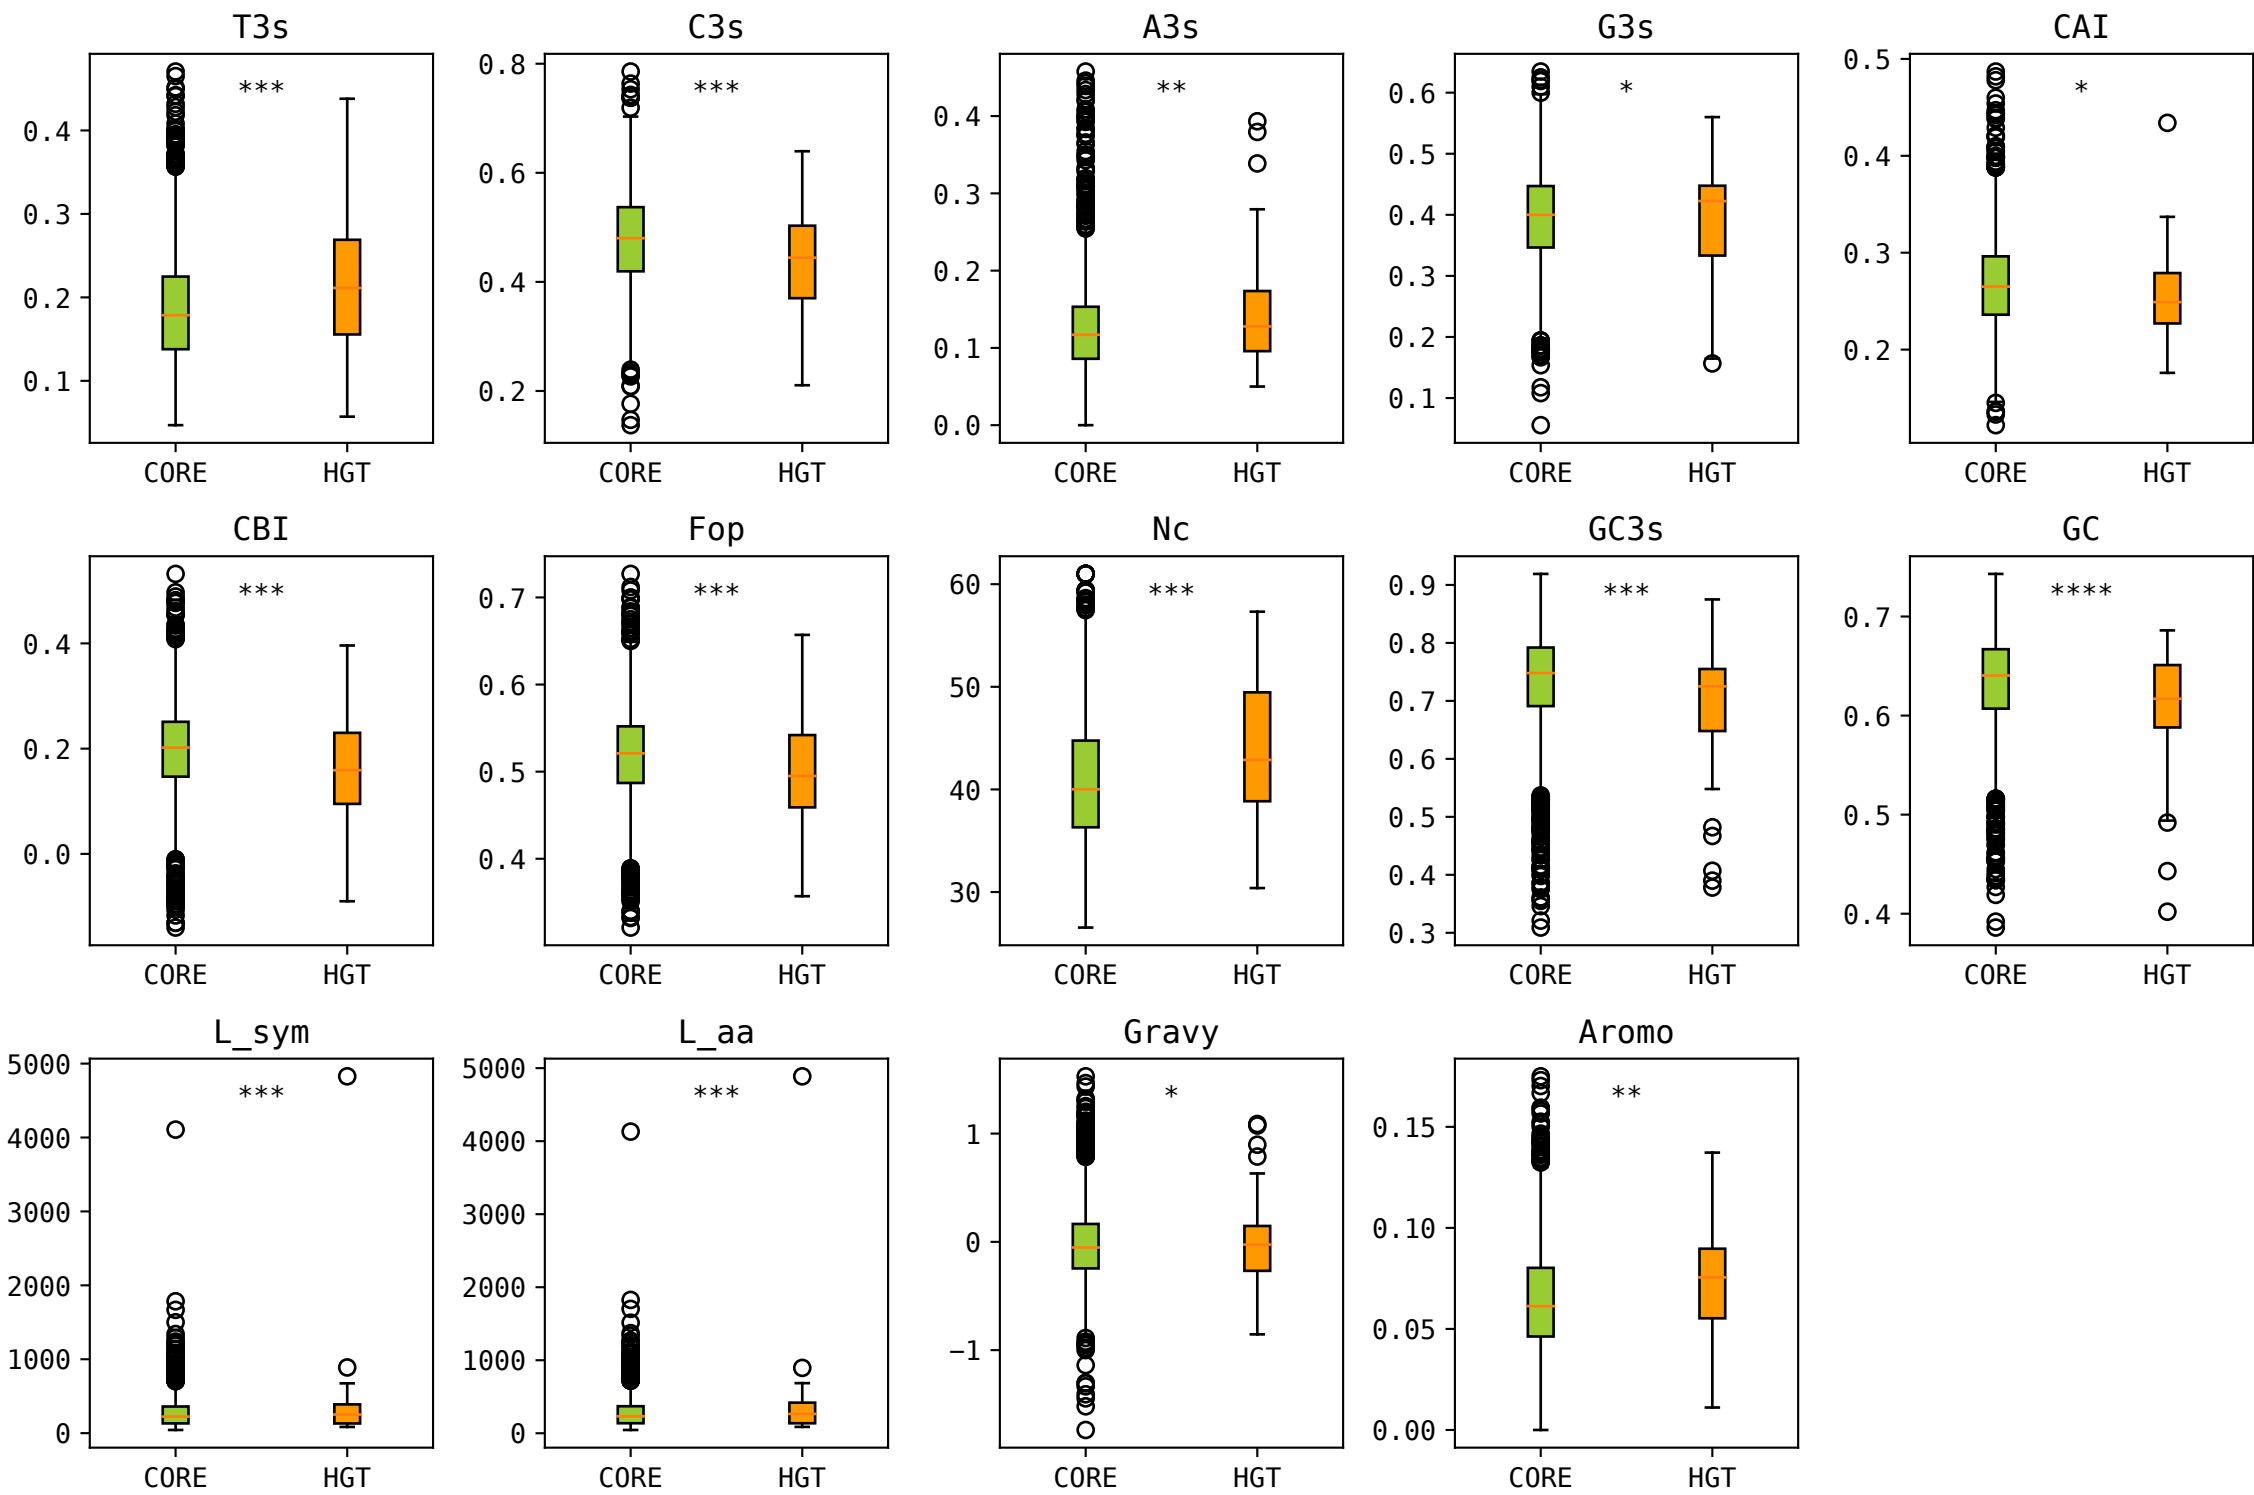 T3s
C3s
A3s
G3s
CAI
***
***
**
*
*
0.4
0.3
0.2
0.1
0.8
0.6
0.4
0.2
0.4
0.3
0.2
0.1
0.0
0.6
0.5
0.4
0.3
0.2
0.1
0.5
0.4
0.3
0.2
CORE HGT
CORE HGT
CORE HGT
CORE HGT
CORE HGT
CBI
Fop
Nc
GC3s
GC
***
***
***
***
****
0.4
0.2
0.0
0.7
0.6
0.5
0.4
60
50
40
30
0.9
0.8
0.7
0.6
0.5
0.4
0.3
0.7
0.6
0.5
0.4
CORE HGT
CORE HGT
CORE HGT
CORE HGT
CORE HGT
L_sym
L_aa
Gravy
Aromo
***
***
*
**
5000
4000
3000
2000
1000
0
5000
4000
3000
2000
1000
0
1
0
−1
0.15
0.10
0.05
0.00
CORE HGT
CORE HGT
CORE HGT
CORE HGT